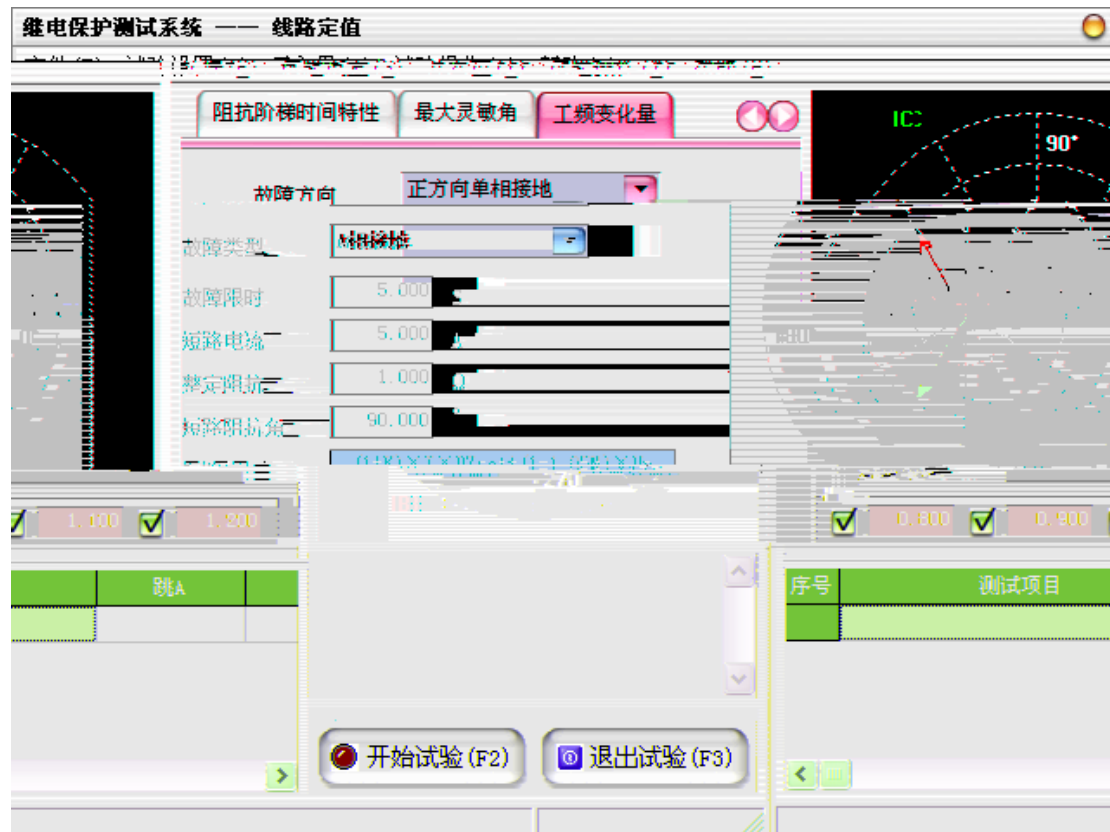 继电保护测试系统 —— 线路定值
阻抗阶梯时间特性 最大灵敏角 工频变化量
90°
故障方向 正方向单相接地
故障类型
故障限时 5.000
短路电流 5.000
整定阻抗 1.000 Ω
短路阻抗角 90.000
1.100 1.200 0.800 0.900
跳A 序号 测试项目
开始试验(F2) 退出试验(F3)